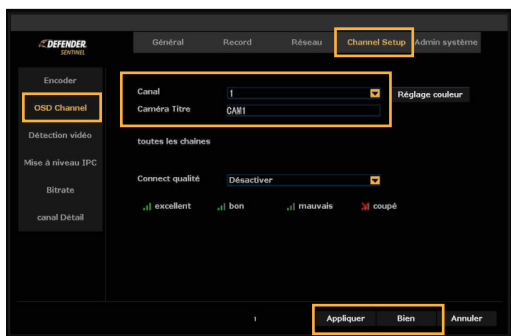 DEFENDER
SENTINEL
Général Record Réseau Channel Setup Admin système
Encoder
OSD Channel
Détection vidéo
Mise à niveau IPC
Bitrate
canal Détail
Canal 1 Réglage couleur
Caméra Titre CAM1
toutes les chaînes
Connect qualité Désactiver
excellent bon mauvais coupé
1 Appliquer Bien Annuler